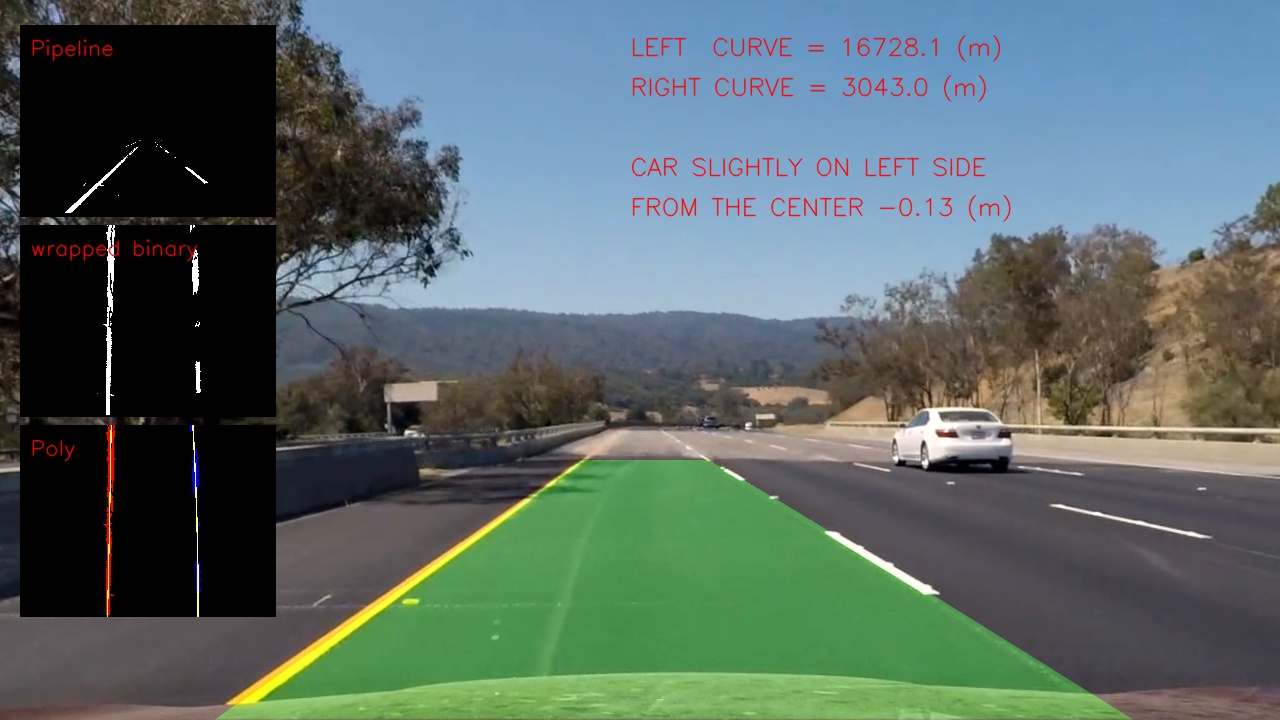 Pipeline
wrapped binary
Poly
LEFT CURVE = 16728.1 (m)
RIGHT CURVE = 3043.0 (m)
CAR SLIGHTLY ON LEFT SIDE
FROM THE CENTER -0.13 (m)